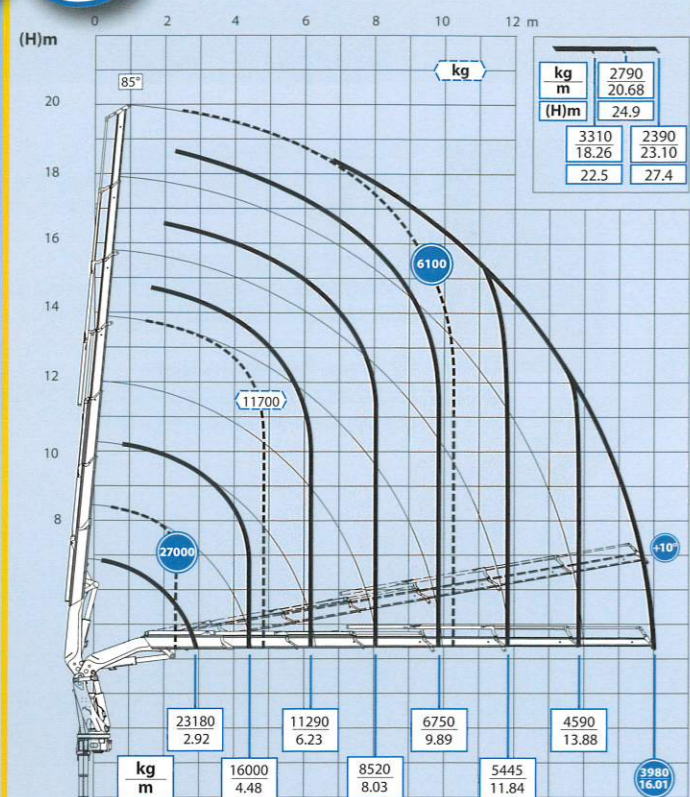 0 2 4 6 8 10 12 m
(H)m
kg
kg 2790
m 20.68
(H)m 24.9
3310 2390
18.26 23.10
22.5 27.4
85°
20
18
16
6100
14
12
11700
10
8
27000
+10°
23180 11290 6750 4590
2.92 6.23 9.89 13.88
kg 16000 8520 5445 3980
m 4.48 8.03 11.84 16.01